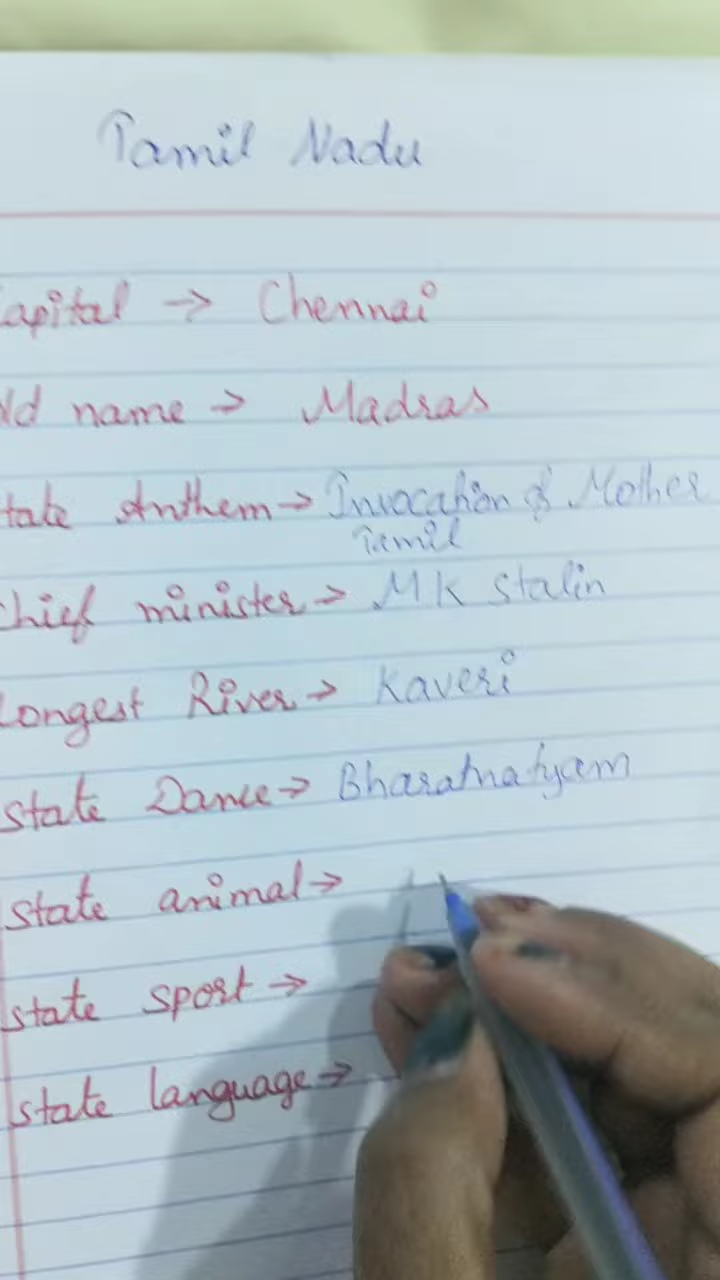 Tamil Nadu
apital → Chennai
ld name → Madras
tate Anthem → Invocation of Mother
Tamil
hief minister → MK Stalin
Longest River → Kaveri
State Dance → Bharatnatyam
State animal →
State sport →
State language →